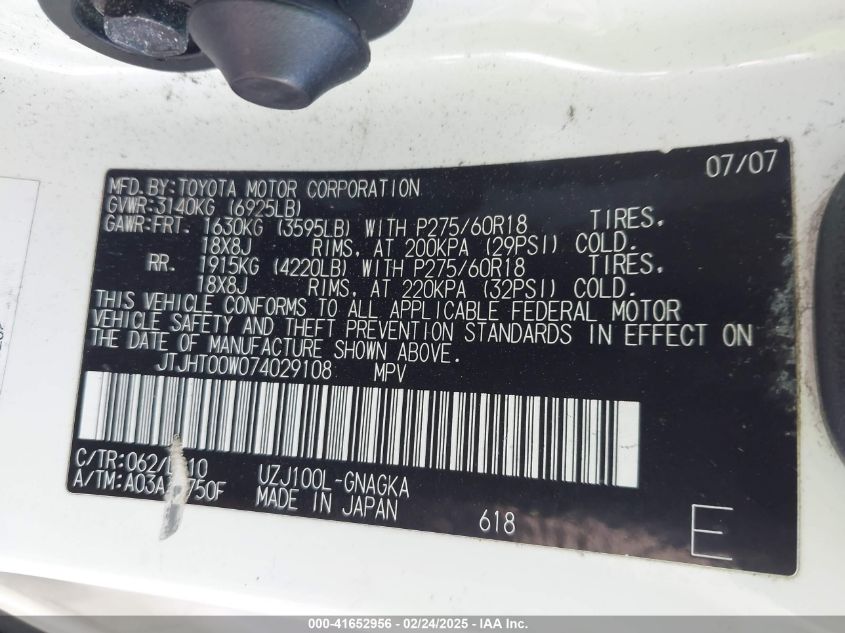 07/07
MFD. BY: TOYOTA MOTOR CORPORATION
GVWR: 3140KG (6925LB)
GAWR: FRT. 1630KG (3595LB) WITH P275/60R18 TIRES,
18X8J RIMS, AT 200KPA (29PSI) COLD.
RR. 1915KG (4220LB) WITH P275/60R18 TIRES,
18X8J RIMS, AT 220KPA (32PSI) COLD.
THIS VEHICLE CONFORMS TO ALL APPLICABLE FEDERAL MOTOR
VEHICLE SAFETY AND THEFT PREVENTION STANDARDS IN EFFECT ON
THE DATE OF MANUFACTURE SHOWN ABOVE.
JTJHT00W074029108 MPV
C/TR: 062/
UZJ100L-GNAGKA
A/TM: 
MADE IN JAPAN
618
E
000-41652956 - 02/24/2025 - IAA Inc.